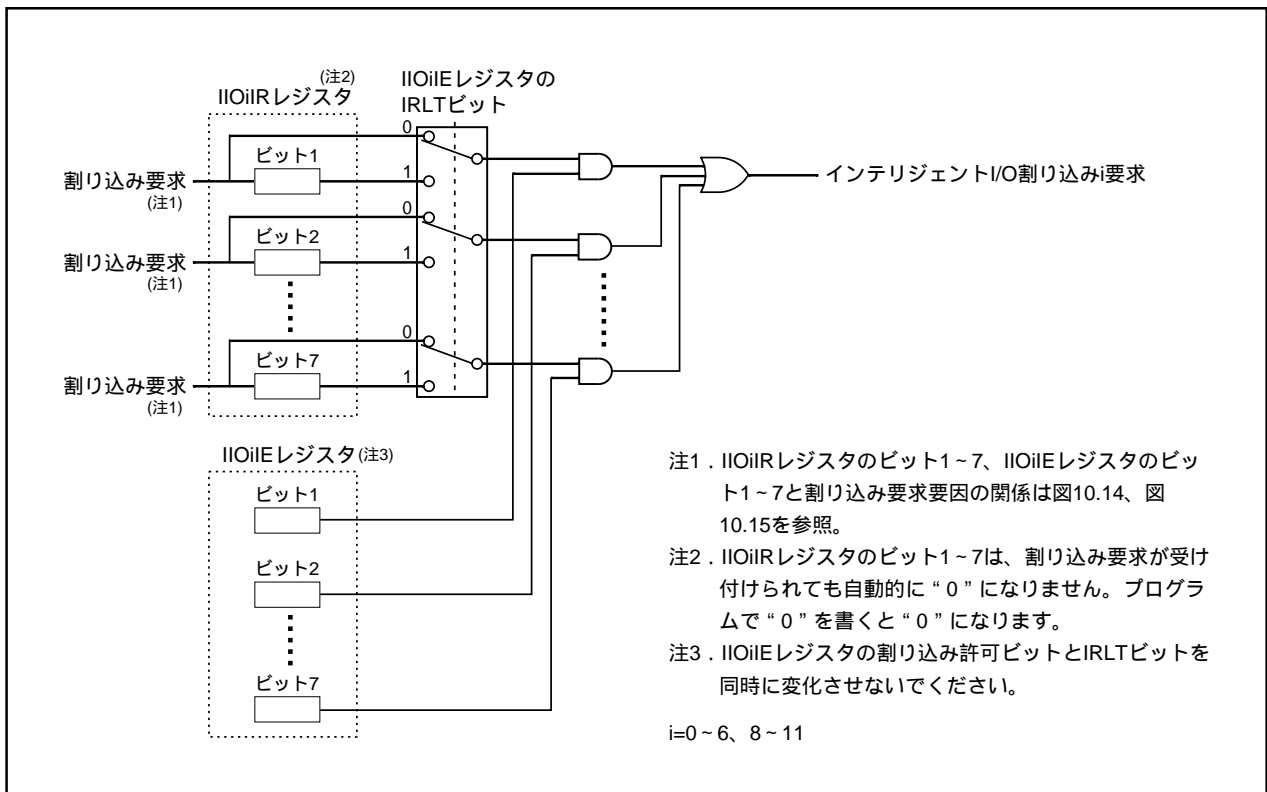 (注2)
IIOiIRレジスタ
IIOiIEレジスタの
IRLTビット
0
ビット1
割り込み要求
1
(注1)
0
ビット2
割り込み要求
1
(注1)
0
ビット7
割り込み要求
1
(注1)
インテリジェントI/O割り込みi要求
IIOiIEレジスタ(注3)
ビット1
ビット2
ビット7
注1．IIOiIRレジスタのビット1~7、IIOiIEレジスタのビッ
ト1~7と割り込み要求要因の関係は図10.14、図
10.15を参照。
注2．IIOiIRレジスタのビット1~7は、割り込み要求が受け
付けられても自動的に“0”になりません。プログラ
ムで“0”を書くと“0”になります。
注3．IIOiIEレジスタの割り込み許可ビットとIRLTビットを
同時に変化させないでください。
i=0~6、8~11